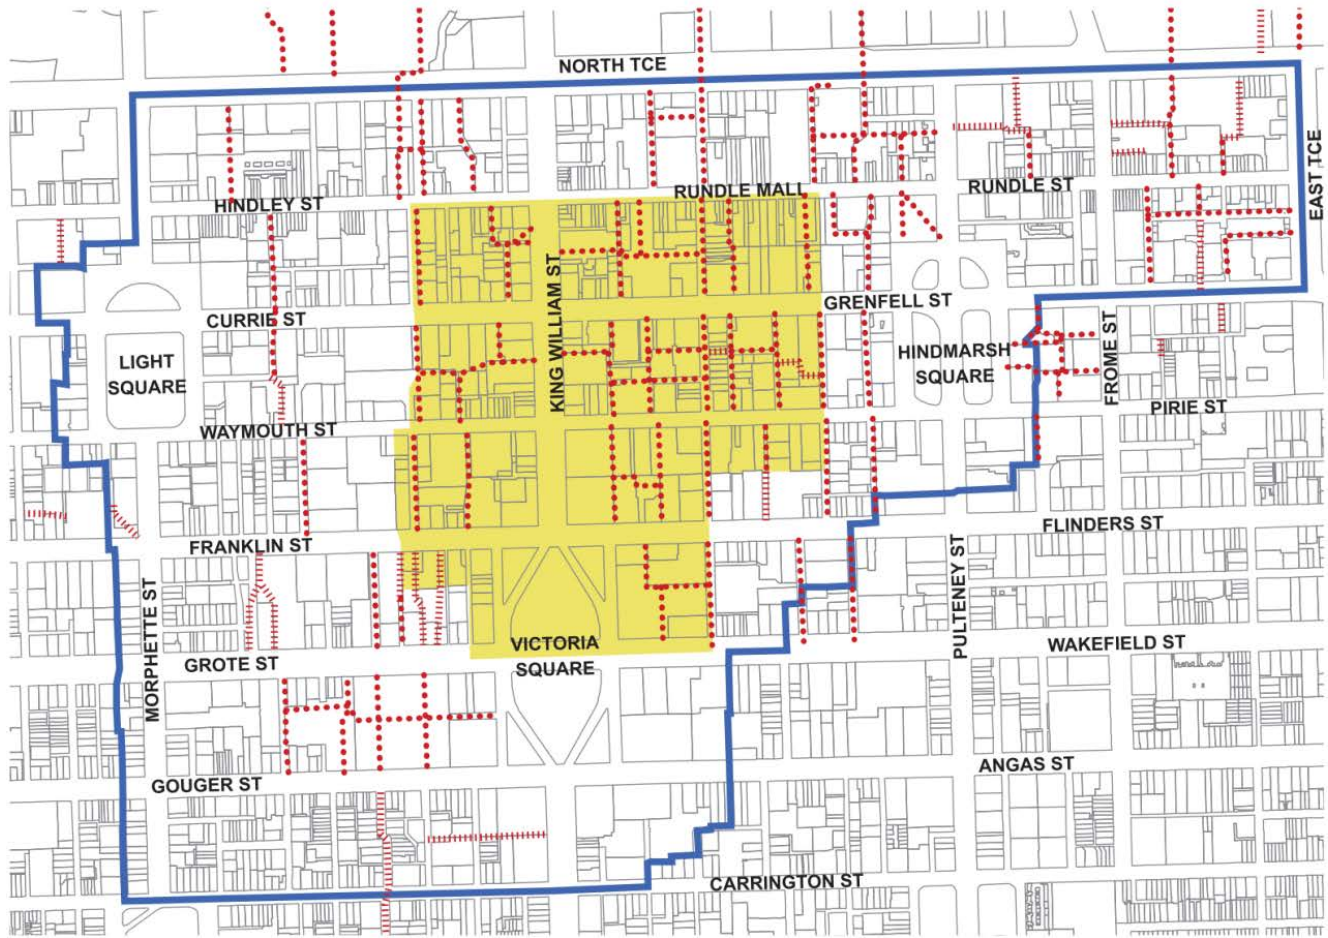 NORTH TCE
EAST TCE
RUNDLE MALL
RUNDLE ST
HINDLEY ST
KING WILLIAM ST
GRENFELL ST
CURRIE ST
LIGHT
SQUARE
HINDMARSH
SQUARE
FROME ST
PIRIE ST
WAYMOUTH ST
FLINDERS ST
FRANKLIN ST
PULTENEY ST
MORPHETTE ST
VICTORIA
SQUARE
WAKEFIELD ST
GROTE ST
ANGAS ST
GOUGER ST
CARRINGTON ST